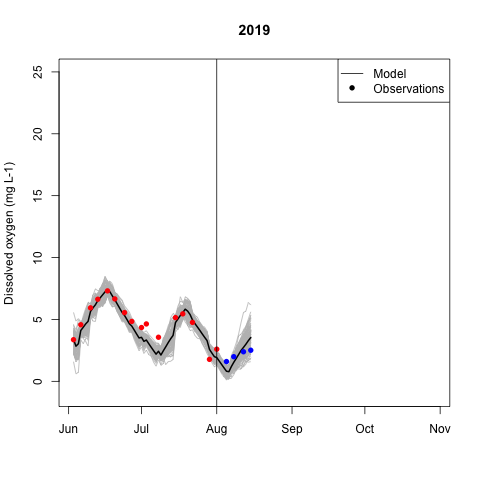 2019
Dissolved oxygen (mg L-1)
25
20
15
10
5
0
Model
Observations
Jun Jul Aug Sep Oct Nov